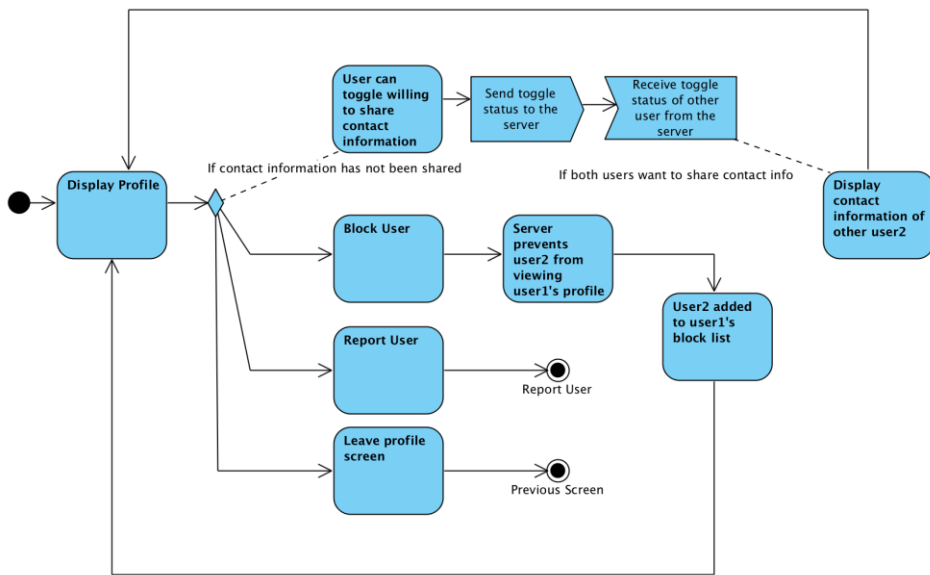 User can
toggle willing
to share
contact
information
Send toggle
status to the
server
Receive toggle
status of other
user from the
server
If contact information has not been shared
If both users want to share contact info
Display Profile
Display
contact
information of
other user2
Block User
Server
prevents
user2 from
viewing
user1's profile
User2 added
to user1's
block list
Report User
Report User
Leave profile
screen
Previous Screen